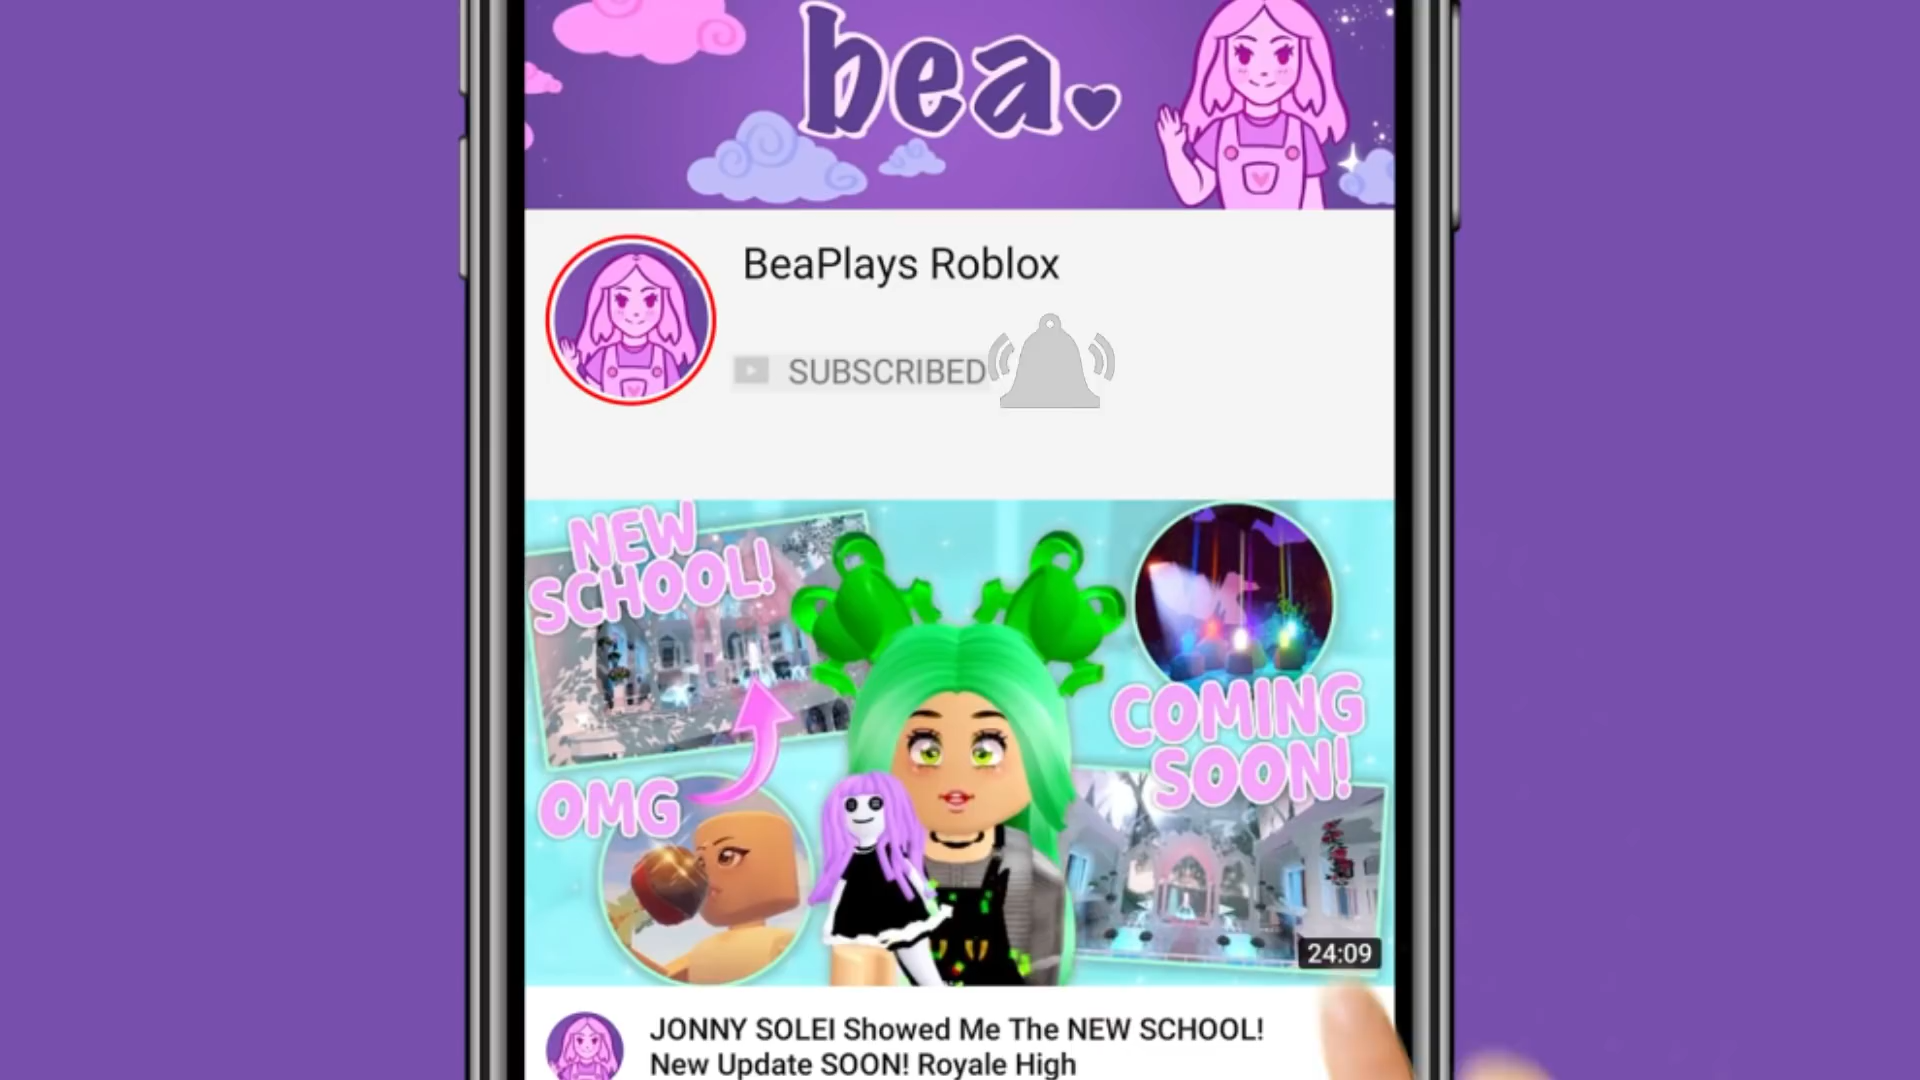 bea.
BeaPlays Roblox
SUBSCRIBED
NEW
SCHOOL!
COMING
SOON!
OMG
24:09
JONNY SOLEI Showed Me The NEW SCHOOL!
New Update SOON! Royale High